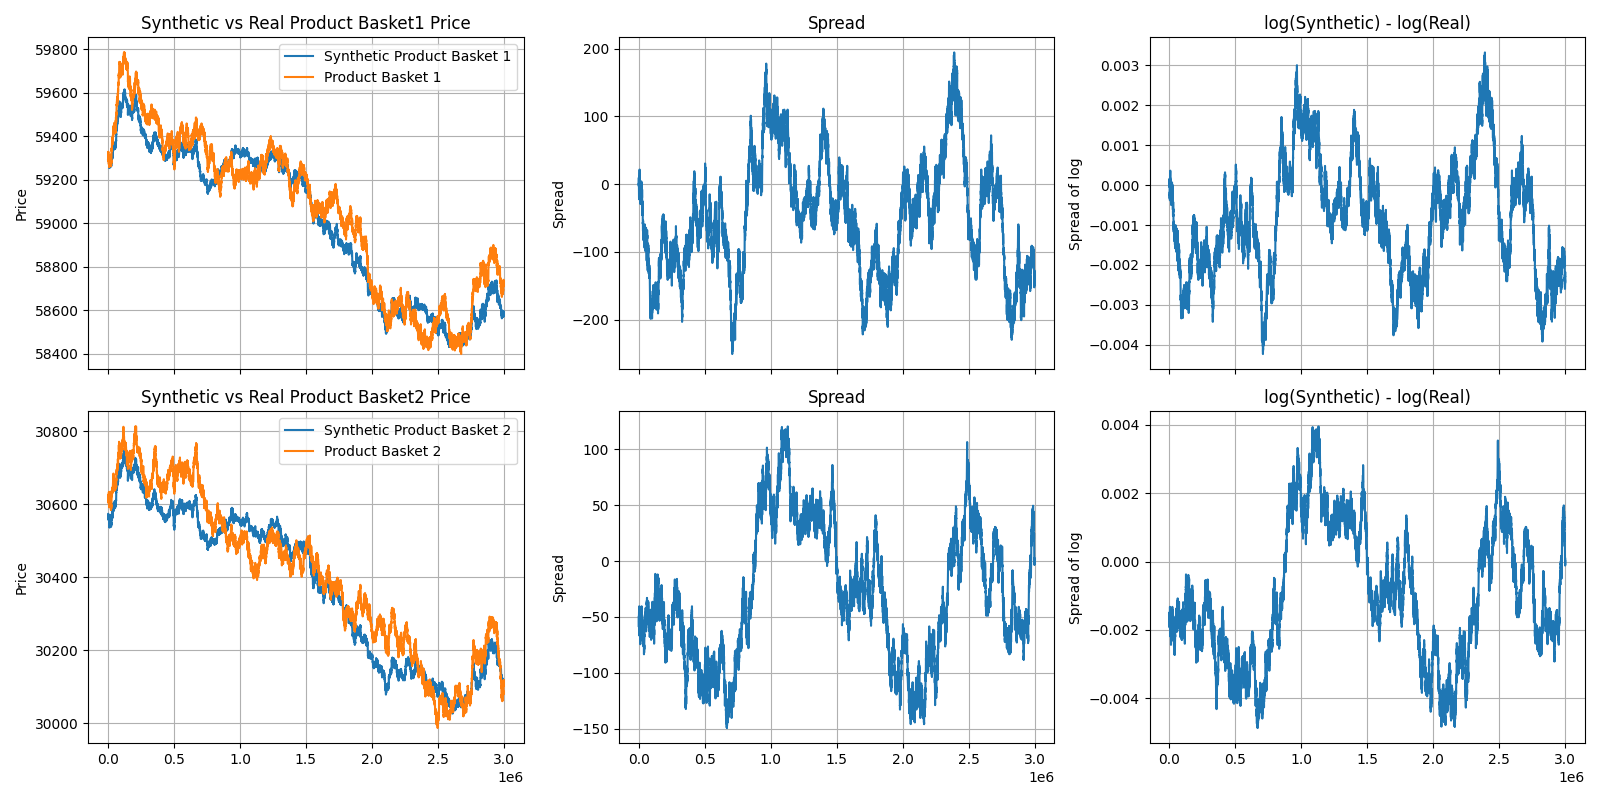 Synthetic vs Real Product Basket1 Price
Spread
log(Synthetic) - log(Real)
Synthetic Product Basket 1
Product Basket 1
Price
59800
59600
59400
59200
59000
58800
58600
58400
Spread
200
100
0
−100
−200
Spread of log
0.003
0.002
0.001
0.000
−0.001
−0.002
−0.003
−0.004
Synthetic vs Real Product Basket2 Price
Spread
log(Synthetic) - log(Real)
Synthetic Product Basket 2
Product Basket 2
Price
30800
30600
30400
30200
30000
0.0 0.5 1.0 1.5 2.0 2.5 3.0
1e6
Spread
100
50
0
−50
−100
−150
0.0 0.5 1.0 1.5 2.0 2.5 3.0
1e6
Spread of log
0.004
0.002
0.000
−0.002
−0.004
0.0 0.5 1.0 1.5 2.0 2.5 3.0
1e6